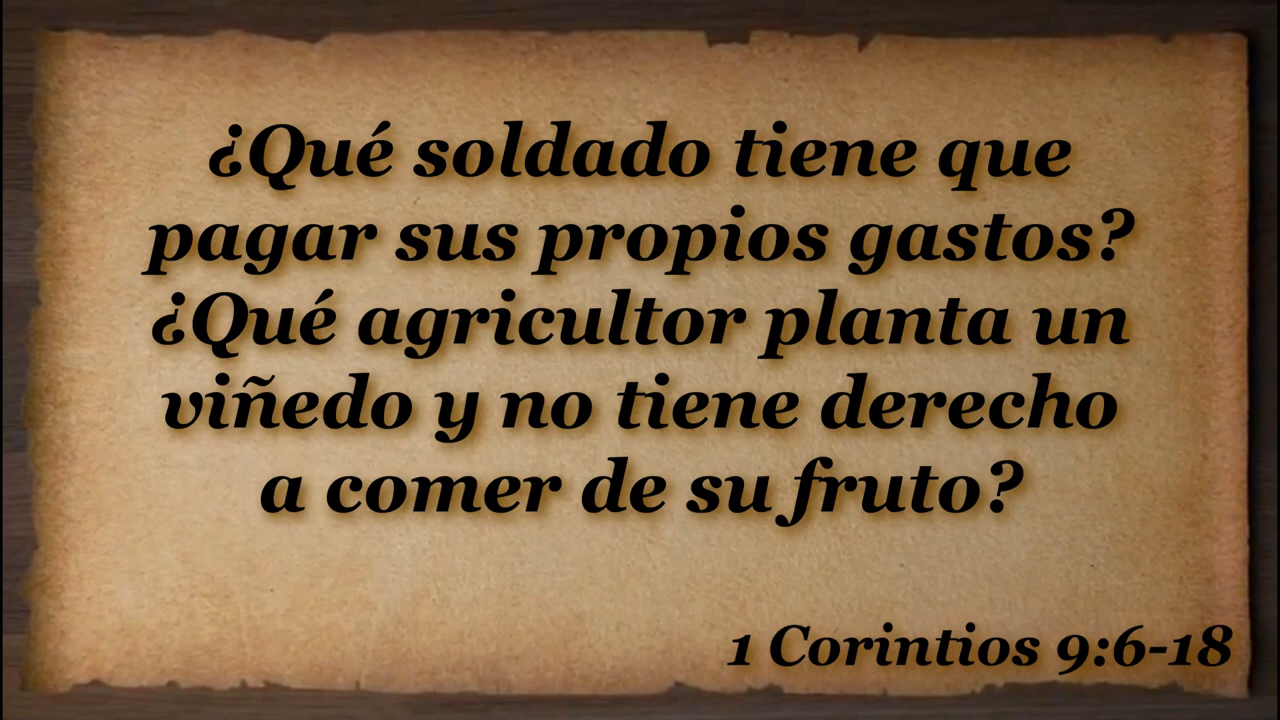 ¿Qué soldado tiene que
pagar sus propios gastos?
¿Qué agricultor planta un
viñedo y no tiene derecho
a comer de su fruto?
1 Corintios 9:6-18